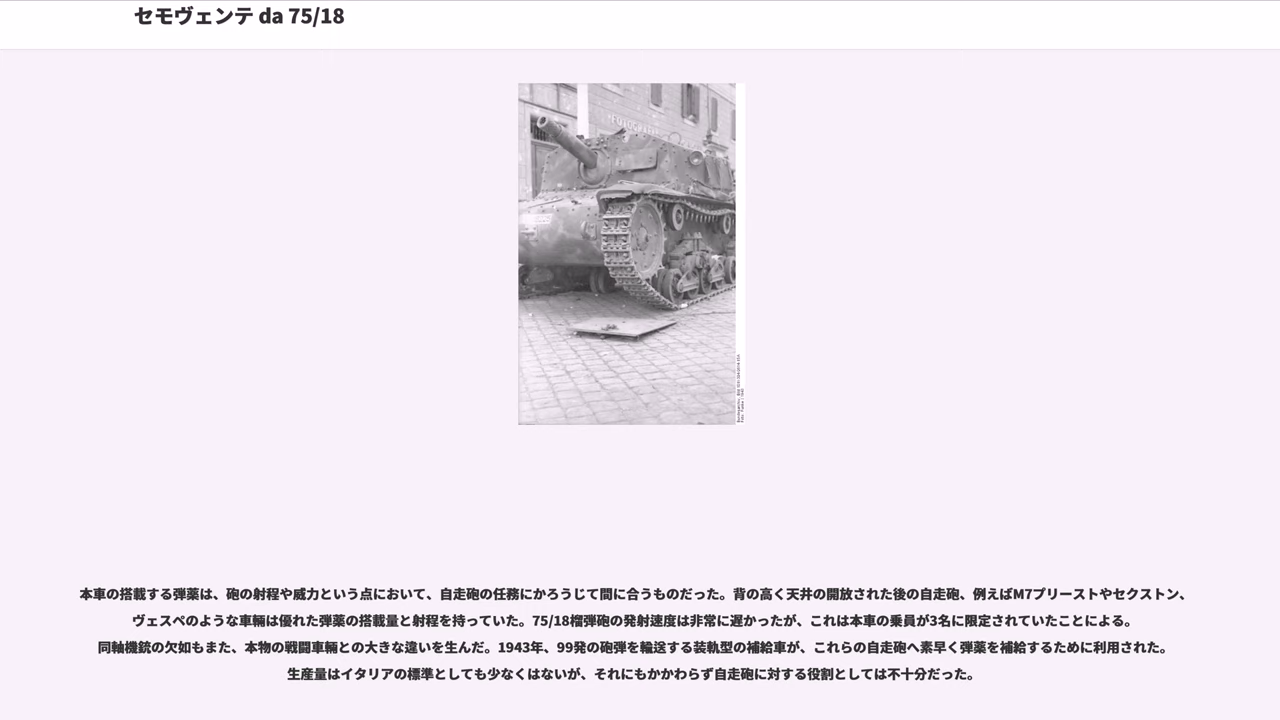 セモヴェンテ da 75/18
"FOTOGRAF
本車の搭載する弾薬は、砲の射程や威力という点において、自走砲の任務にかろうじて間に合うものだった。背の高く天井の開放された後の自走砲、例えばM7プリーストやセクストン、
ヴェスペのような車輛は優れた弾薬の搭載量と射程を持っていた。75/18榴弾砲の発射速度は非常に遅かったが、これは本車の乗員が3名に限定されていたことによる。
同軸機銃の欠如もまた、本物の戦闘車輛との大きな違いを生んだ。1943年、99発の砲弾を輸送する装軌型の補給車が、これらの自走砲へ素早く弾薬を補給するために利用された。
生産量はイタリアの標準としても少なくはないが、それにもかかわらず自走砲に対する役割としては不十分だった。